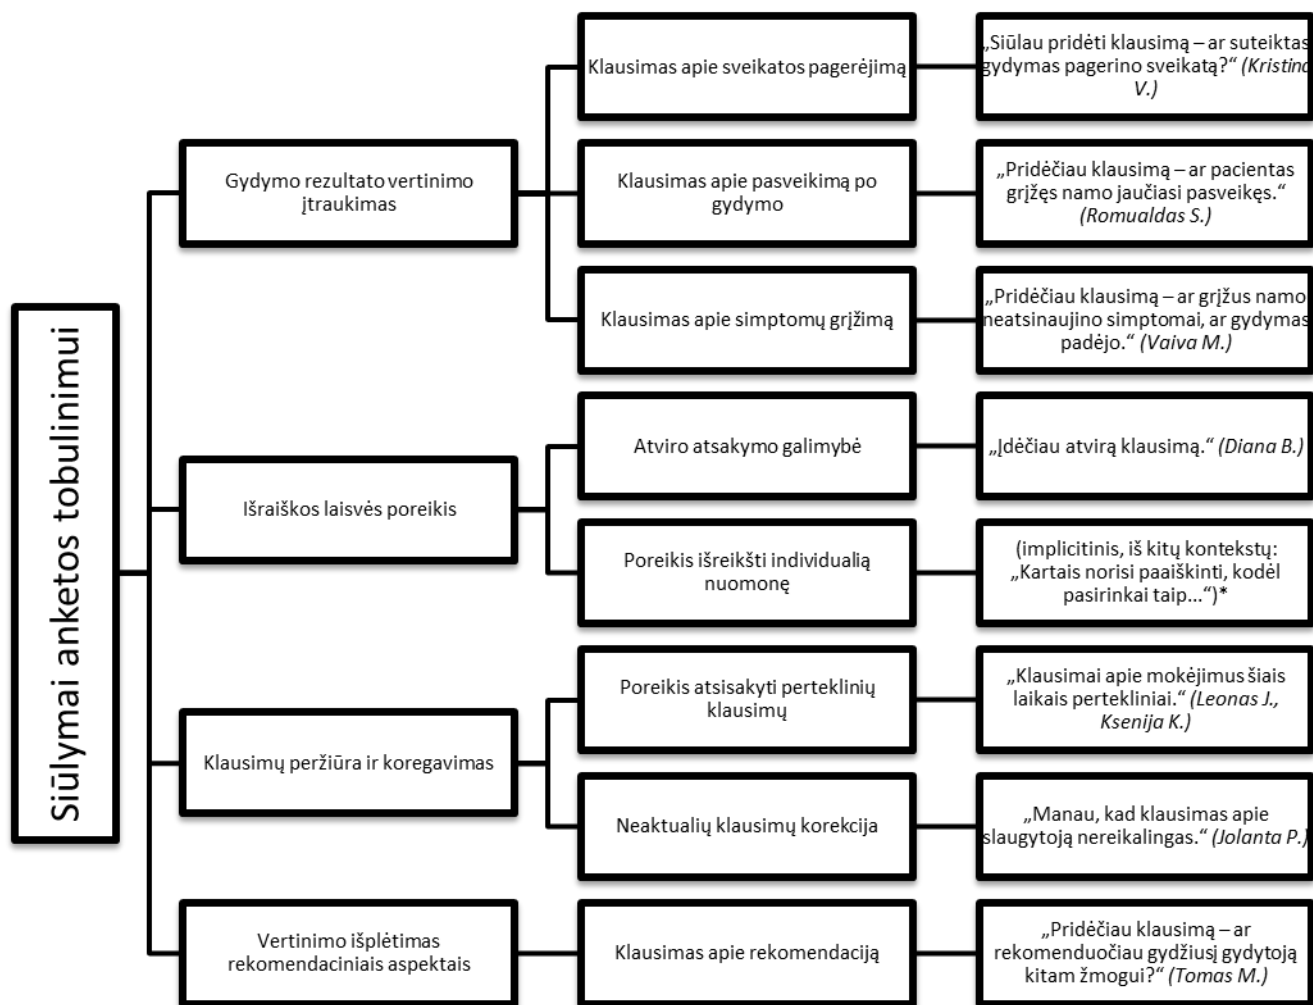 Siūlymai anketos tobulinimui
Gydymo rezultato vertinimo
įtraukimas
Klausimas apie sveikatos pagerėjimą
„Siūlau pridėti klausimą – ar suteiktas
gydymas pagerino sveikatą?“ (Kristina
V.)
Klausimas apie pasveikimą po
gydymo
„Pridėčiau klausimą – ar pacientas
grįžęs namo jaučiasi pasveikęs.“
(Romualdas S.)
Klausimas apie simptomų grįžimą
„Pridėčiau klausimą – ar grįžus namo
neatsinaujino simptomai, ar gydymas
padėjo.“ (Vaiva M.)
Išraiškos laisvės poreikis
Atviro atsakymo galimybė
„Įdėčiau atvirą klausimą.“ (Diana B.)
Poreikis išreikšti individualią
nuomonę
(implicitinis, iš kitų kontekstų:
„Kartais norisi paaiškinti, kodėl
pasirinkai taip...“)*
Klausimų peržiūra ir koregavimas
Poreikis atsisakyti perteklinių
klausimų
„Klausimai apie mokėjimus šiais
laikais pertekliniai.“ (Leonas J.,
Ksenija K.)
Neaktualių klausimų korekcija
„Manau, kad klausimas apie
slaugytoją nereikalingas.“ (Jolanta P.)
Vertinimo išplėtimas
rekomendaciniais aspektais
Klausimas apie rekomendaciją
„Pridėčiau klausimą – ar
rekomenduočiau gydžiusį gydytoją
kitam žmogui?“ (Tomas M.)